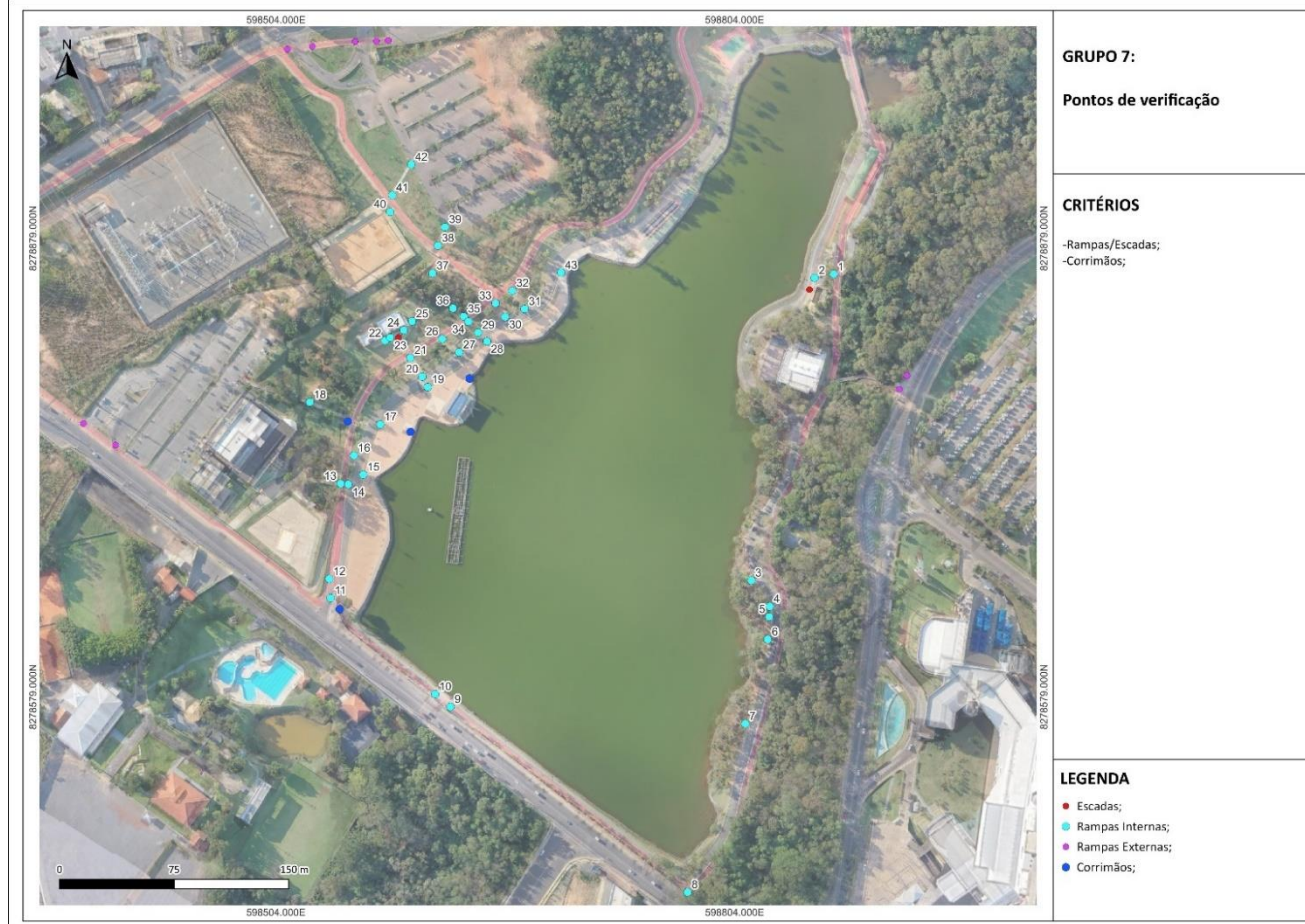 598504.000E
598804.000E
N
GRUPO 7:
Pontos de verificação
CRITÉRIOS
-Rampas/Escadas;
-Corrimãos;
8278879.000N
8278879.000N
42
41
40
39
38
37
43
2
1
32
33
31
30
36
35
25
24
34
29
22
23
26
28
21
27
20
19
18
17
16
15
13
14
3
12
4
11
5
6
8278579.000N
8278579.000N
10
9
7
8
LEGENDA
Escadas;
Rampas Internas;
Rampas Externas;
Corrimãos;
0
75
150 m
598504.000E
598804.000E